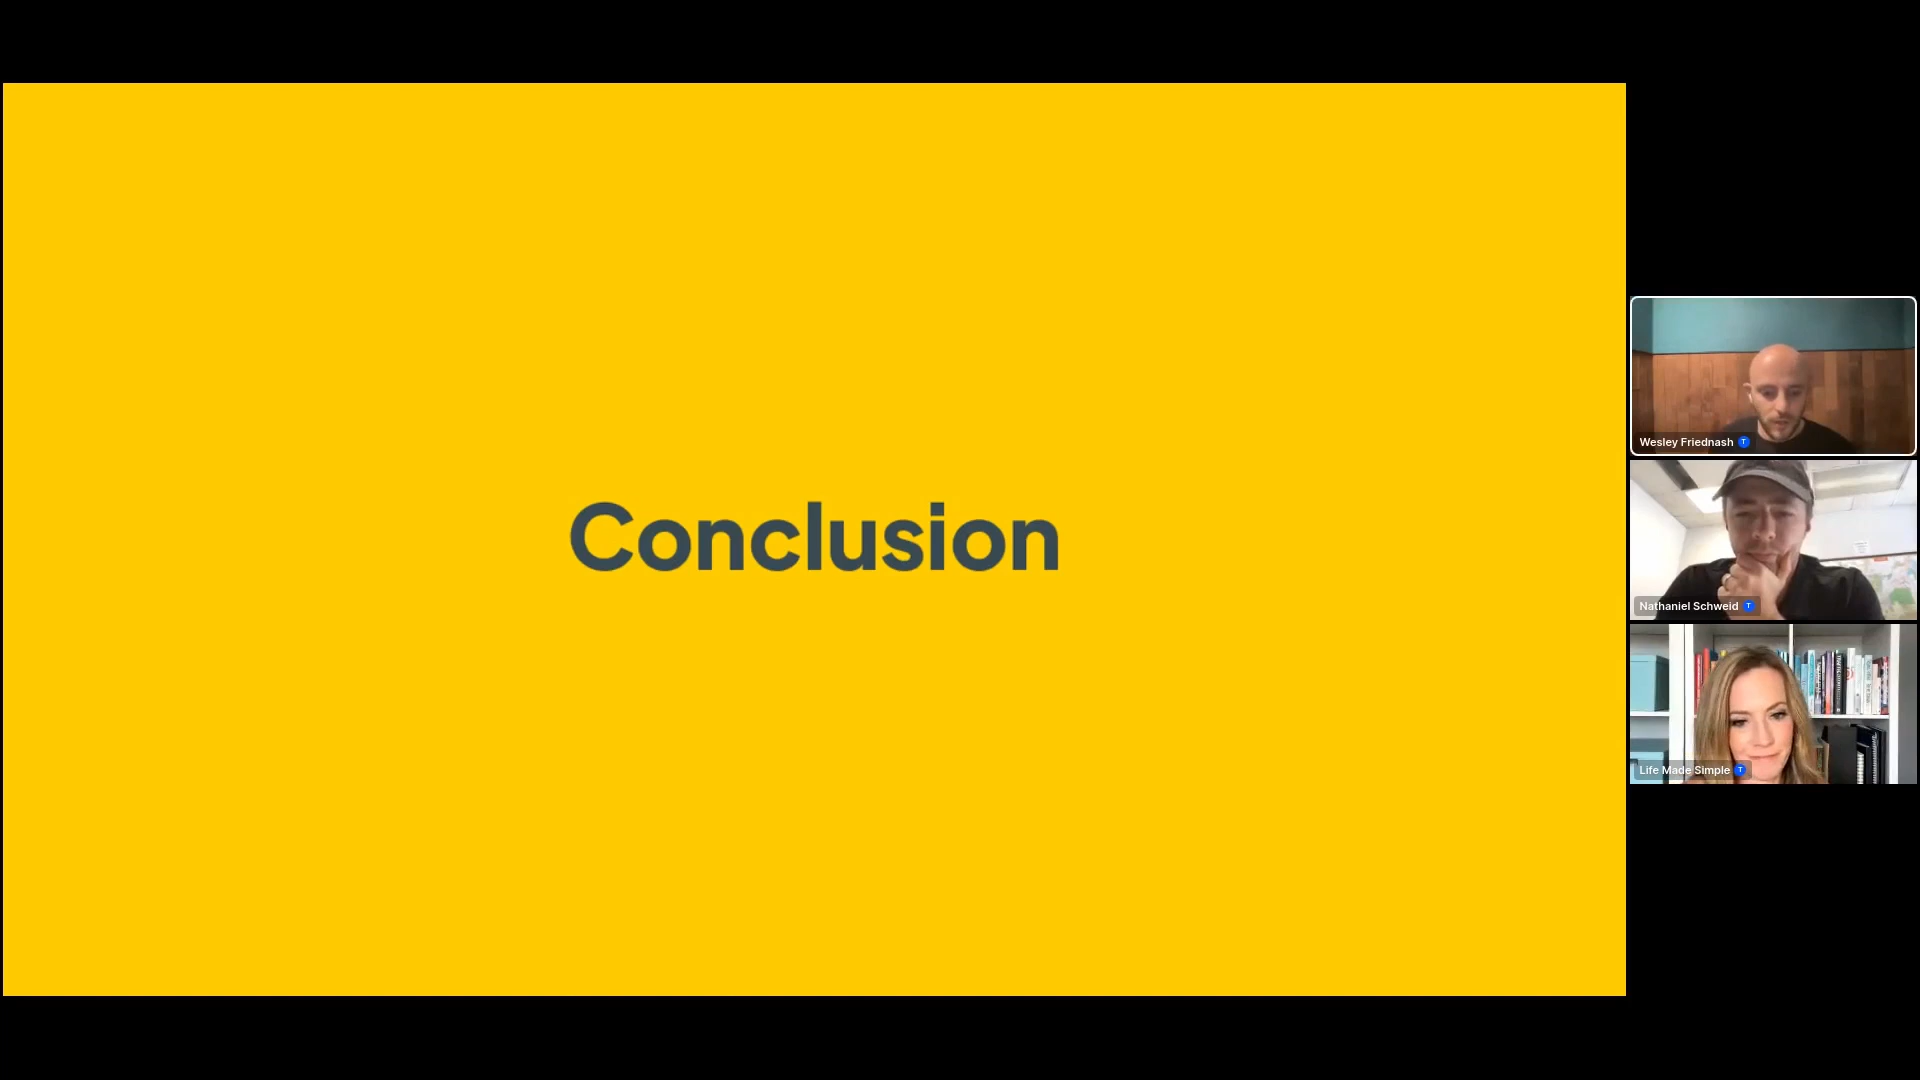 Conclusion
Wesley Friednash T
Nathaniel Schweid T
Life Made Simple T